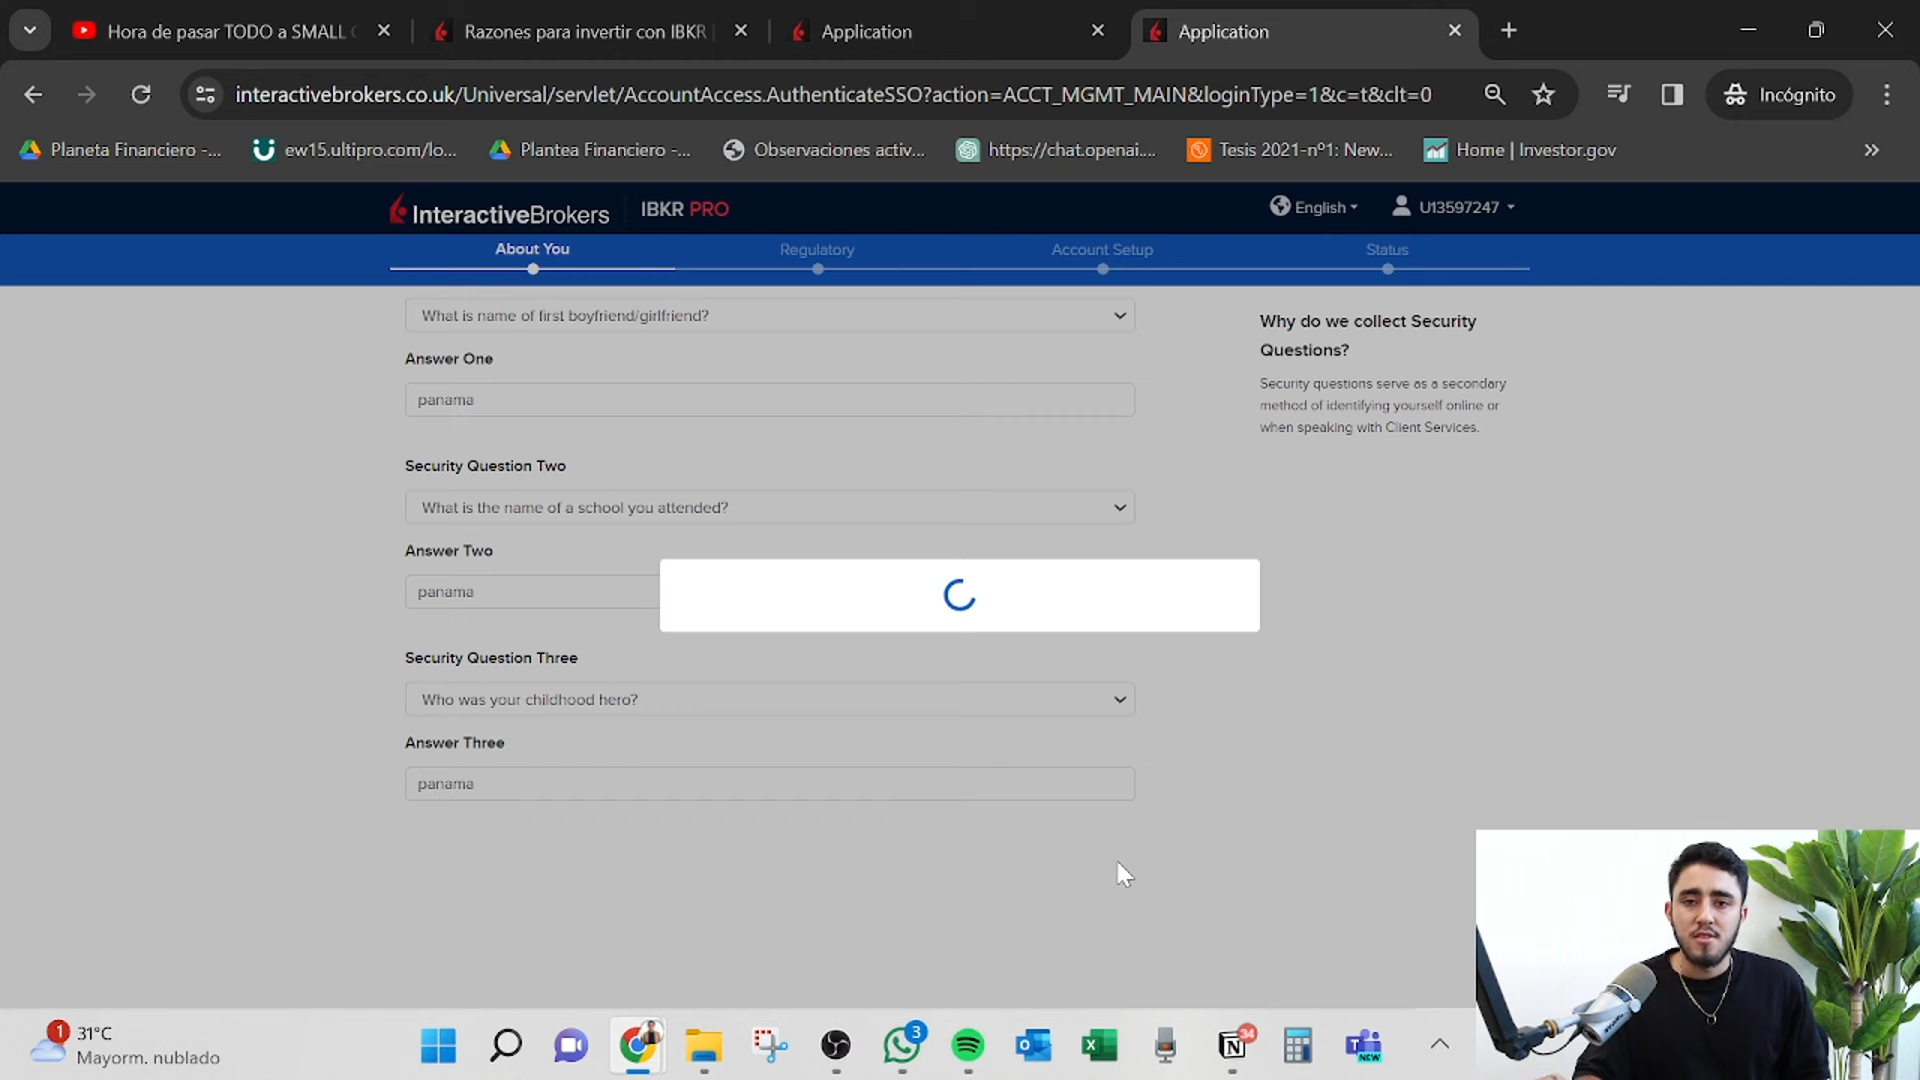 Hora de pasar TODO a SMALL C
Razones para invertir con IBKR
Application
Application
interactivebrokers.co.uk/Universal/servlet/AccountAccess.AuthenticateSSO?action=ACCT_MGMT_MAIN&loginType=1&c=t&clt=0
Incógnito
Planeta Financiero -...
ew15.ultipro.com/lo...
Plantea Financiero -...
Observaciones activ...
https://chat.openai....
Tesis 2021-nº1: New...
Home | Investor.gov
InteractiveBrokers
IBKR PRO
English
U13597247
About You
Regulatory
Account Setup
Status
What is name of first boyfriend/girlfriend?
Answer One
panama
Security Question Two
What is the name of a school you attended?
Answer Two
panama
Security Question Three
Who was your childhood hero?
Answer Three
panama
Why do we collect Security
Questions?
Security questions serve as a secondary
method of identifying yourself online or
when speaking with Client Services.
1
31°C
Mayorm. nublado
3
34
NEW